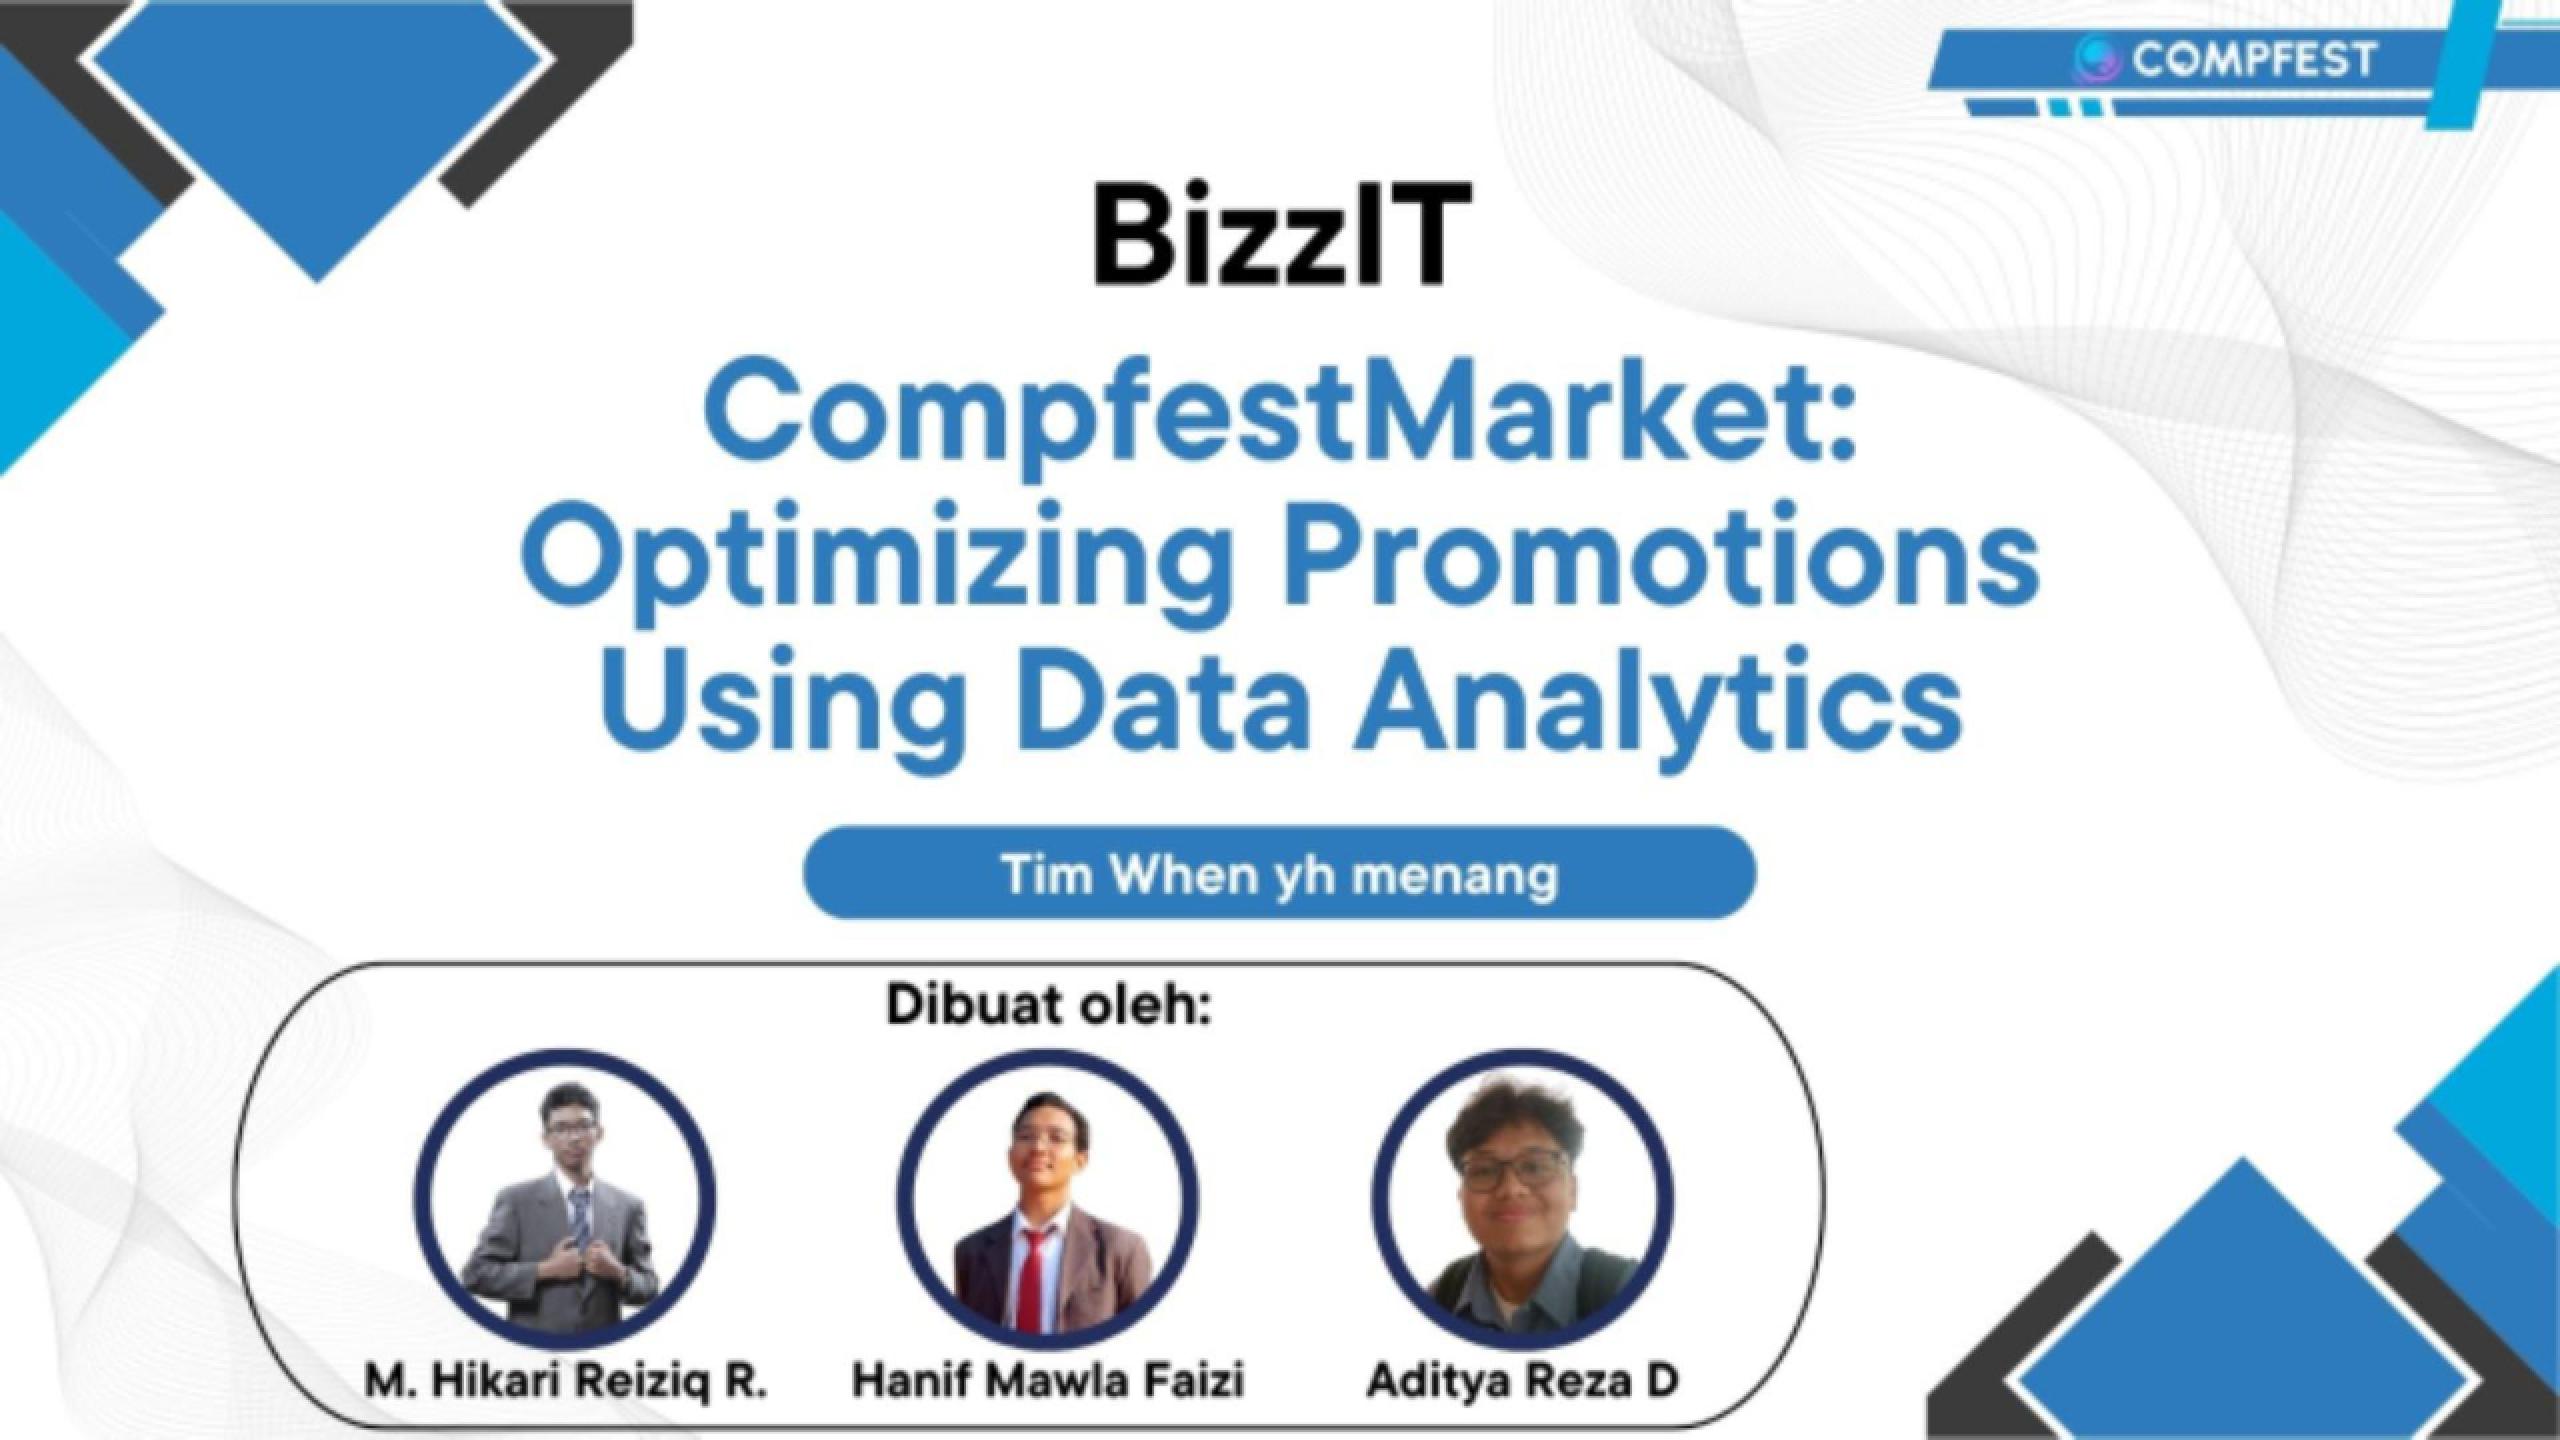 COMPFEST
BizzIT
CompfestMarket:
Optimizing Promotions
Using Data Analytics
Tim When yh menang
Dibuat oleh:
M. Hikari Reiziq R.
Hanif Mawla Faizi
Aditya Reza D